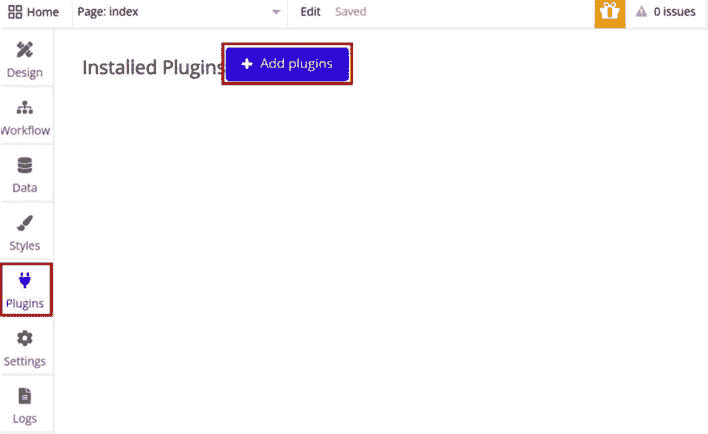 Home Page: index Edit Saved 0 issues
Design
Installed Plugins + Add plugins
Workflow
Data
Styles
Plugins
Settings
Logs